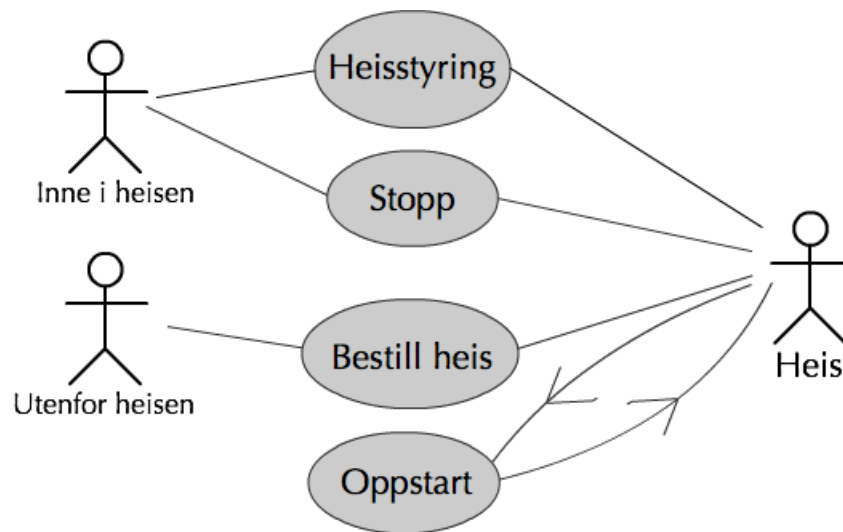 Heisstyring
Inne i heisen
Stopp
Heis
Bestill heis
Utenfor heisen
Oppstart